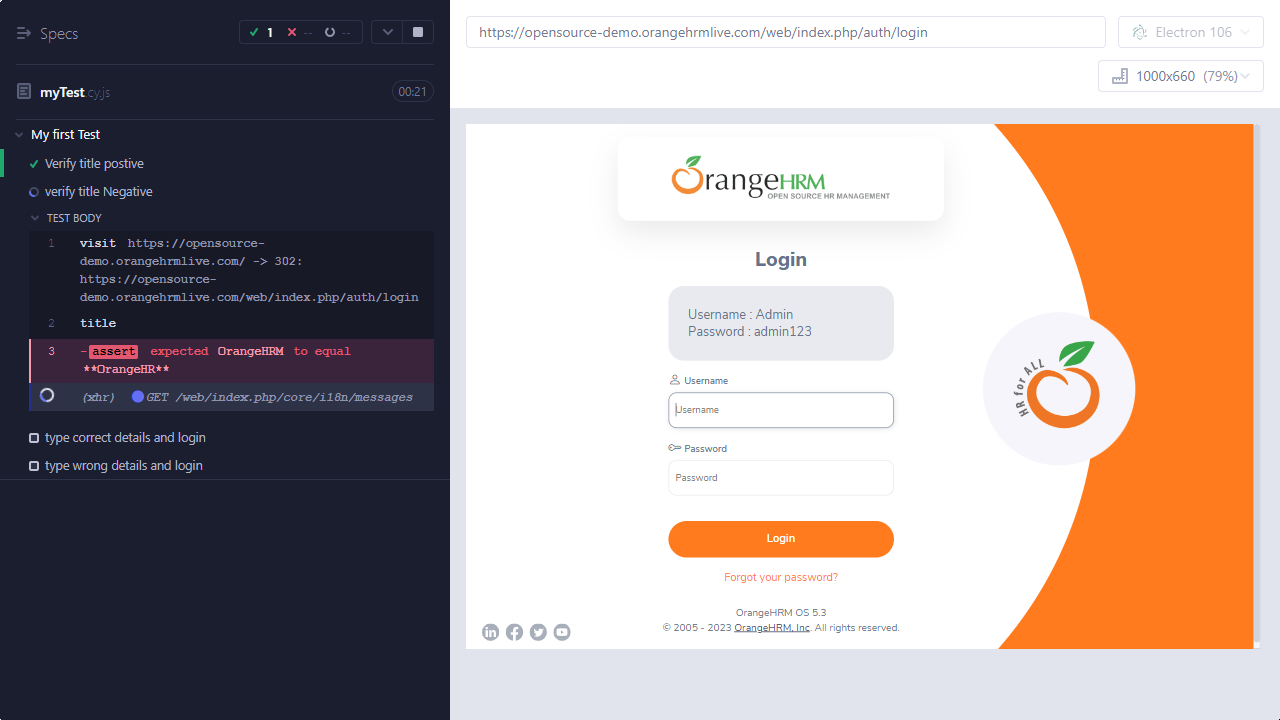 Specs
1
--
--
myTest.cy.js
00:21
My first Test
Verify title postive
verify title Negative
TEST BODY
1 visit https://opensource-
demo.orangehrmlive.com/ -> 302:
https://opensource-
demo.orangehrmlive.com/web/index.php/auth/login
2 title
3 -assert expected OrangeHRM to equal
**OrangeHR**
(xhr) GET /web/index.php/core/i18n/messages
type correct details and login
type wrong details and login
https://opensource-demo.orangehrmlive.com/web/index.php/auth/login
Electron 106
1000x660 (79%)
OrangeHRM
OPEN SOURCE HR MANAGEMENT
Login
Username : Admin
Password : admin123
Username
Username
Password
Password
Login
Forgot your password?
OrangeHRM OS 5.3
© 2005 - 2023 OrangeHRM, Inc. All rights reserved.
HR for ALL